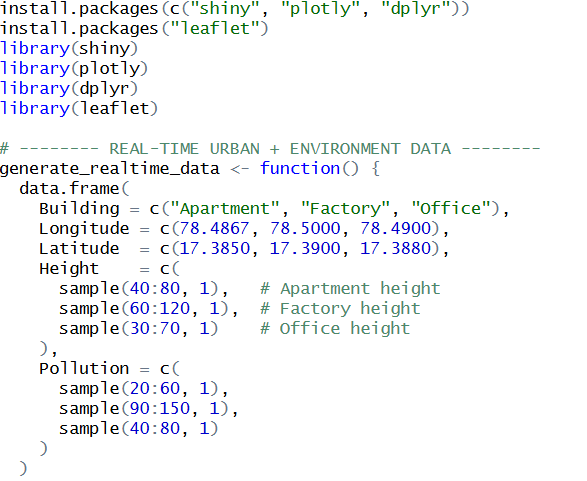 install.packages(c("shiny", "plotly", "dplyr"))
install.packages("leaflet")
library(shiny)
library(plotly)
library(dplyr)
library(leaflet)

# -------- REAL-TIME URBAN + ENVIRONMENT DATA --------
generate_realtime_data <- function() {
  data.frame(
    Building = c("Apartment", "Factory", "Office"),
    Longitude = c(78.4867, 78.5000, 78.4900),
    Latitude  = c(17.3850, 17.3900, 17.3880),
    Height    = c(
      sample(40:80, 1),   # Apartment height
      sample(60:120, 1),  # Factory height
      sample(30:70, 1)    # Office height
    ),
    Pollution = c(
      sample(20:60, 1),
      sample(90:150, 1),
      sample(40:80, 1)
    )
  )